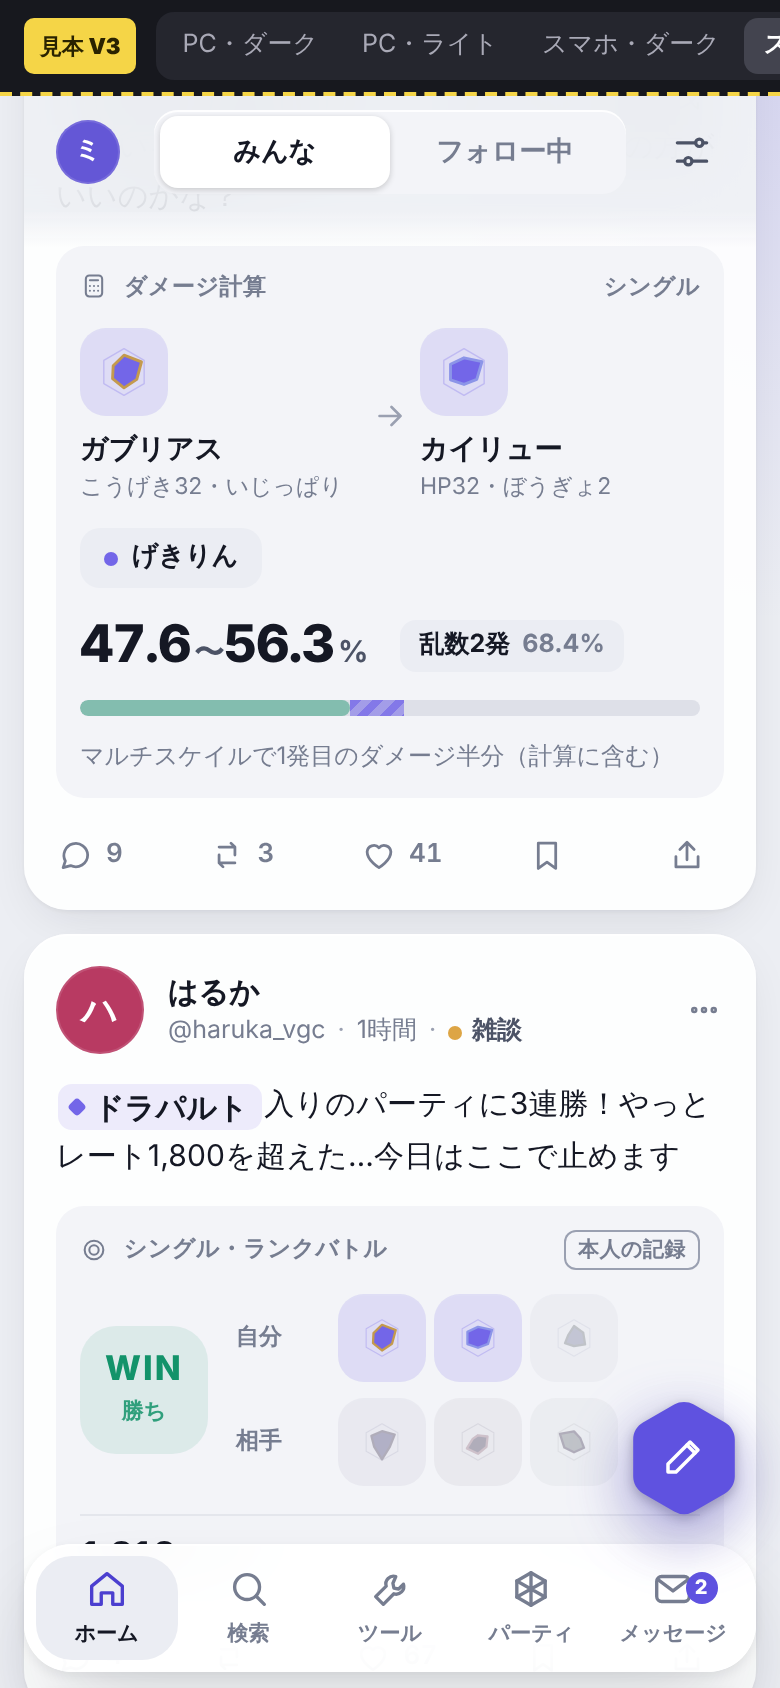 見本 V3
PC・ダーク
PC・ライト
スマホ・ダーク
ミ
みんな
フォロー中
いいのかな？
ダメージ計算
シングル
ガブリアス
カイリュー
こうげき32・いじっぱり
HP32・ぼうぎょ2
げきりん
47.6〜56.3%
乱数2発 68.4%
マルチスケイルで1発目のダメージ半分（計算に含む）
9
3
41
ハ
はるか
@haruka_vgc · 1時間 · 雑談
ドラパルト入りのパーティに3連勝！やっと
レート1,800を超えた…今日はここで止めます
シングル・ランクバトル
本人の記録
WIN
勝ち
自分
相手
ホーム
検索
ツール
パーティ
メッセージ
2